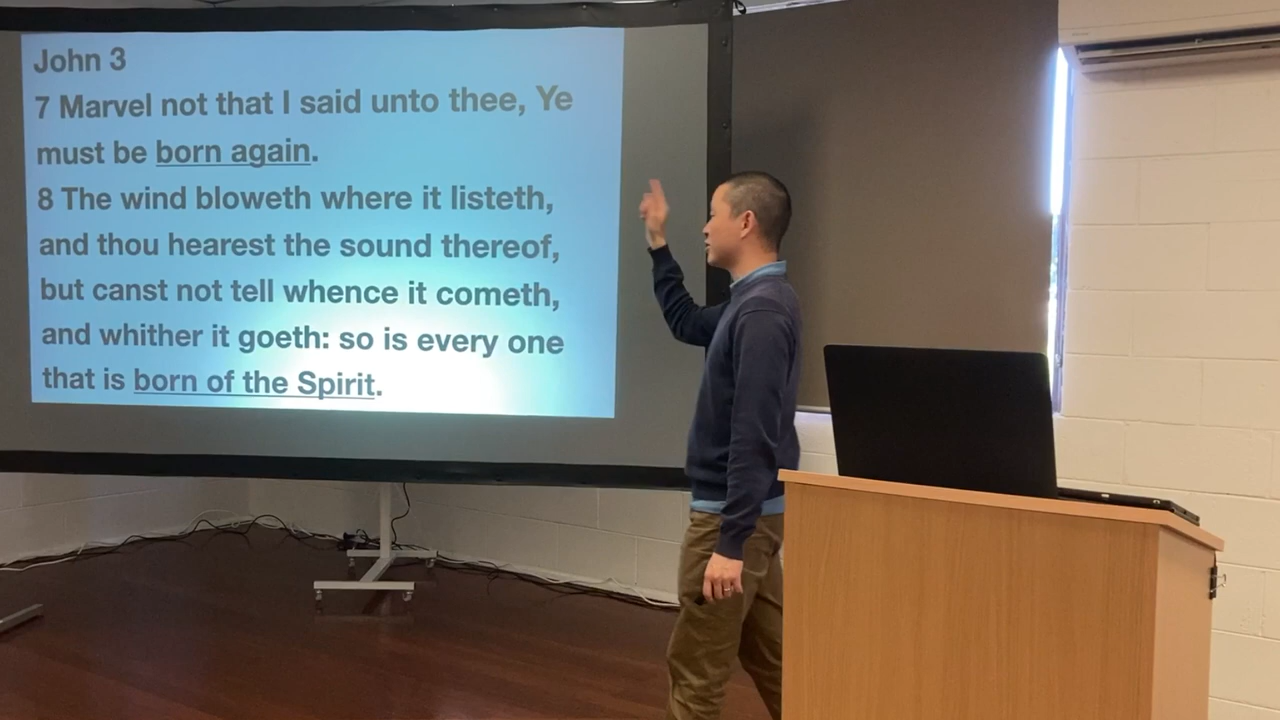 John 3
7 Marvel not that I said unto thee, Ye
must be born again.
8 The wind bloweth where it listeth,
and thou hearest the sound thereof,
but canst not tell whence it cometh,
and whither it goeth: so is every one
that is born of the Spirit.